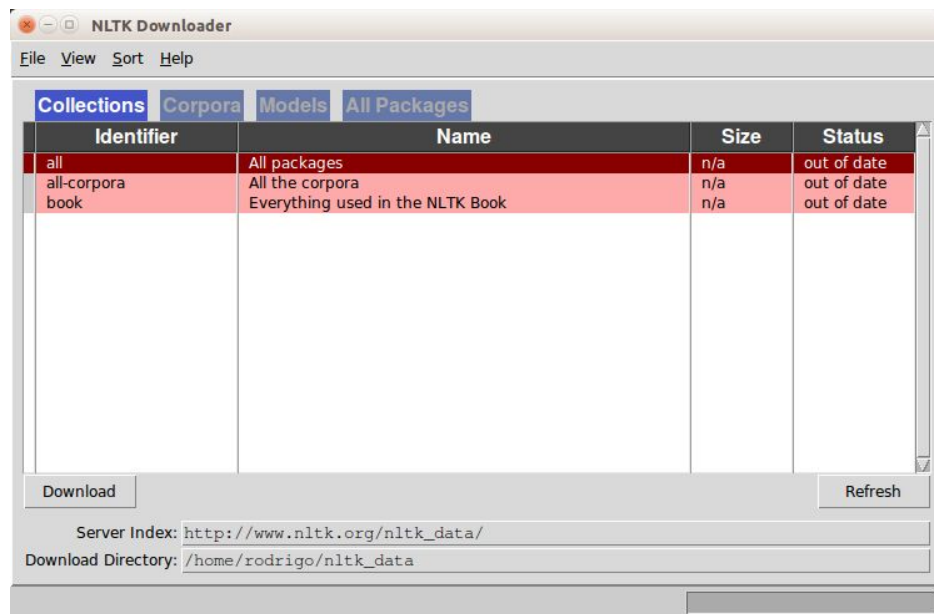 NLTK Downloader
File View Sort Help
Collections Corpora Models All Packages
Identifier Name Size Status
all All packages n/a out of date
all-corpora All the corpora n/a out of date
book Everything used in the NLTK Book n/a out of date
Download Refresh
Server Index: http://www.nltk.org/nltk_data/
Download Directory: /home/rodrigo/nltk_data